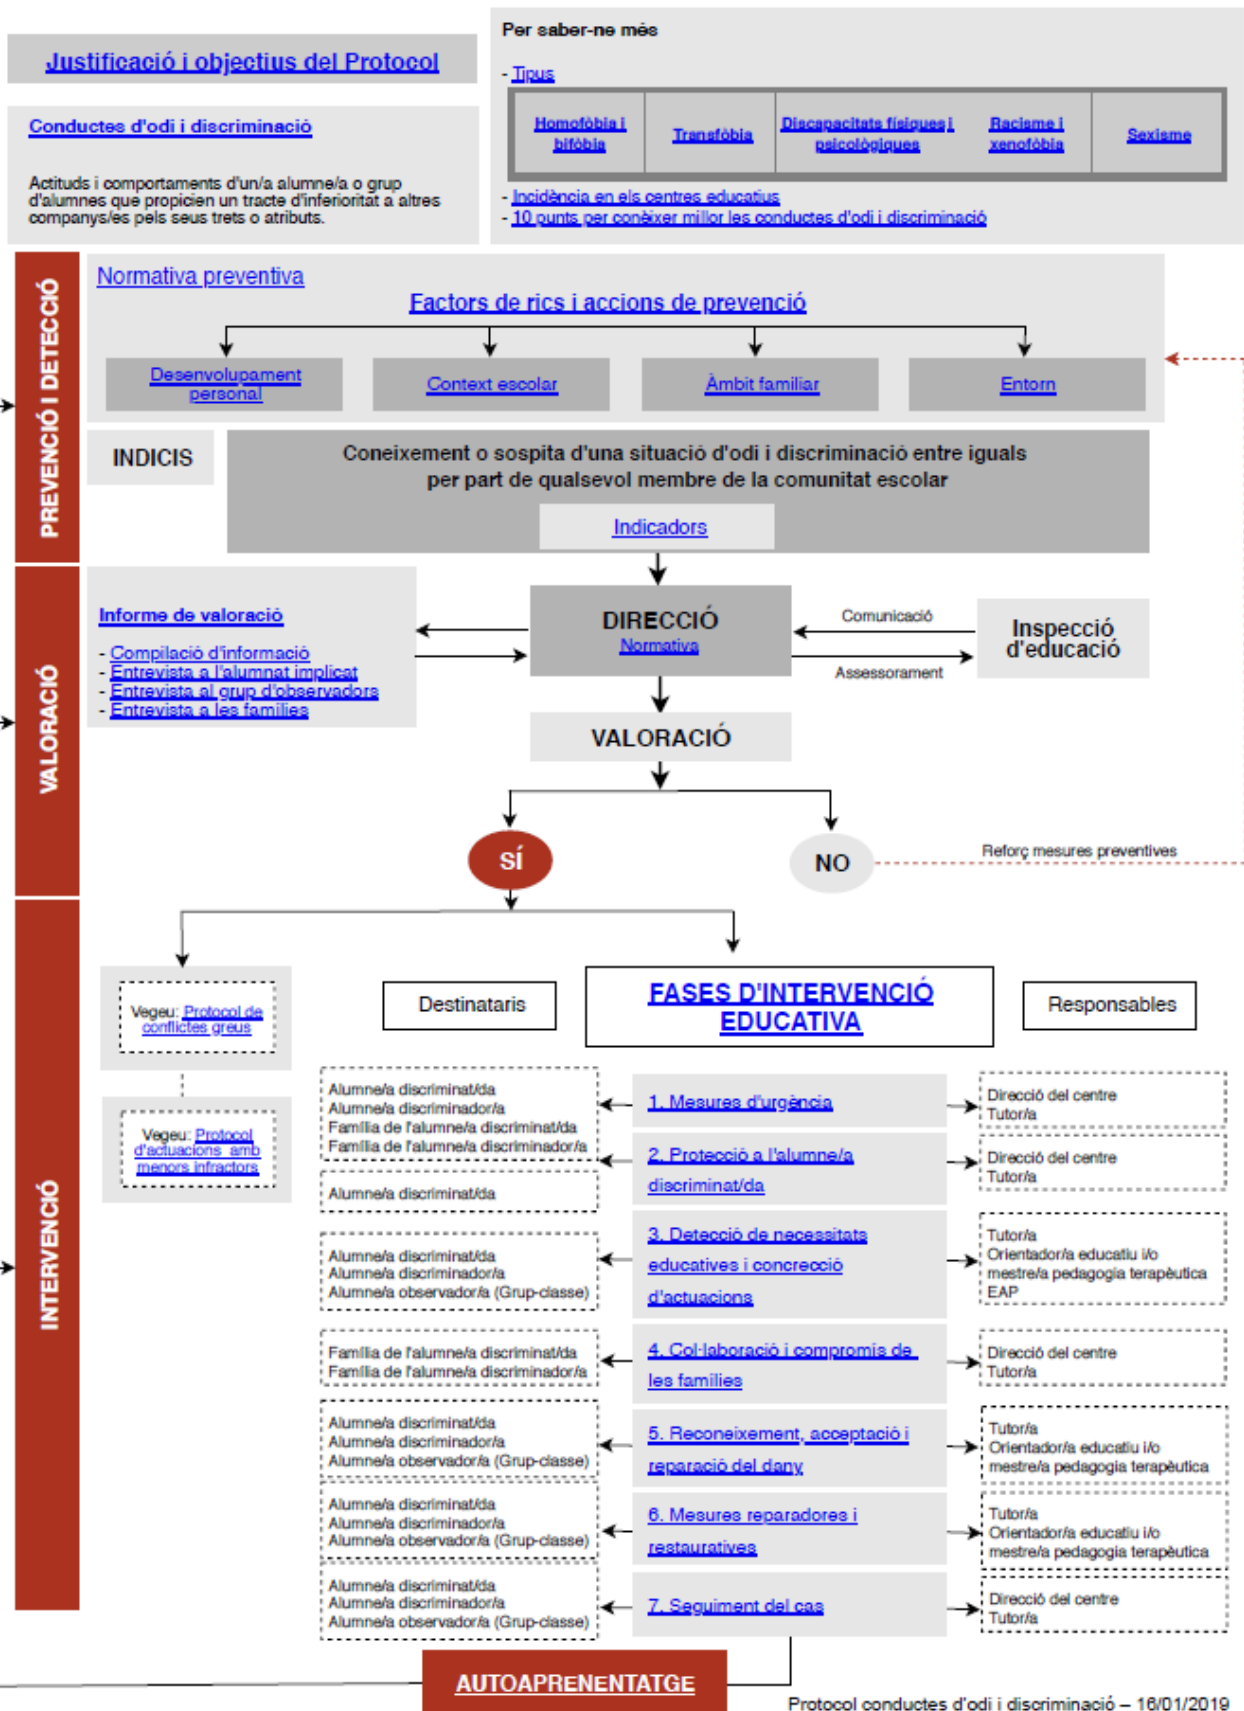 Justificació i objectius del Protocol
Conductes d'odi i discriminació
Actituds i comportaments d'un/a alumne/a o grup
d'alumnes que propicien un tracte d'inferioritat a altres
companys/es pels seus trets o atributs.
Per saber-ne més
- Tipus
Homofòbia i
bifòbia
Transfòbia
Discapacitats físiques i
psicològiques
Racisme i
xenofòbia
Sexisme
- Incidència en els centres educatius
- 10 punts per conèixer millor les conductes d'odi i discriminació
PREVENCIÓ I DETECCIÓ
Normativa preventiva
Factors de rics i accions de prevenció
Desenvolupament
personal
Context escolar
Àmbit familiar
Entorn
INDICIS
Coneixement o sospita d'una situació d'odi i discriminació entre iguals
per part de qualsevol membre de la comunitat escolar
Indicadors
VALORACIÓ
Informe de valoració
- Compilació d'informació
- Entrevista a l'alumnat implicat
- Entrevista al grup d'observadors
- Entrevista a les famílies
DIRECCIÓ
Normativa
Comunicació
Assessorament
Inspecció
d'educació
VALORACIÓ
SÍ
NO
Reforç mesures preventives
INTERVENCIÓ
Vegeu: Protocol de
conflictes greus
Vegeu: Protocol
d'actuacions amb
menors infractors
Destinataris
FASES D'INTERVENCIÓ
EDUCATIVA
Responsables
Alumne/a discriminat/da
Alumne/a discriminador/a
Família de l'alumne/a discriminat/da
Família de l'alumne/a discriminador/a
1. Mesures d'urgència
Direcció del centre
Tutor/a
Alumne/a discriminat/da
2. Protecció a l'alumne/a
discriminat/da
Direcció del centre
Tutor/a
Alumne/a discriminat/da
Alumne/a discriminador/a
Alumne/a observador/a (Grup-classe)
3. Detecció de necessitats
educatives i concrecció
d'actuacions
Tutor/a
Orientador/a educatiu i/o
mestre/a pedagogia terapèutica
EAP
Família de l'alumne/a discriminat/da
Família de l'alumne/a discriminador/a
4. Col·laboració i compromís de
les famílies
Direcció del centre
Tutor/a
Alumne/a discriminat/da
Alumne/a discriminador/a
Alumne/a observador/a (Grup-classe)
5. Reconeixement, acceptació i
reparació del dany
Tutor/a
Orientador/a educatiu i/o
mestre/a pedagogia terapèutica
Alumne/a discriminat/da
Alumne/a discriminador/a
Alumne/a observador/a (Grup-classe)
6. Mesures reparadores i
restauratives
Tutor/a
Orientador/a educatiu i/o
mestre/a pedagogia terapèutica
Alumne/a discriminat/da
Alumne/a discriminador/a
Alumne/a observador/a (Grup-classe)
7. Seguiment del cas
Direcció del centre
Tutor/a
AUTOAPRENENTATGE
Protocol conductes d'odi i discriminació – 16/01/2019